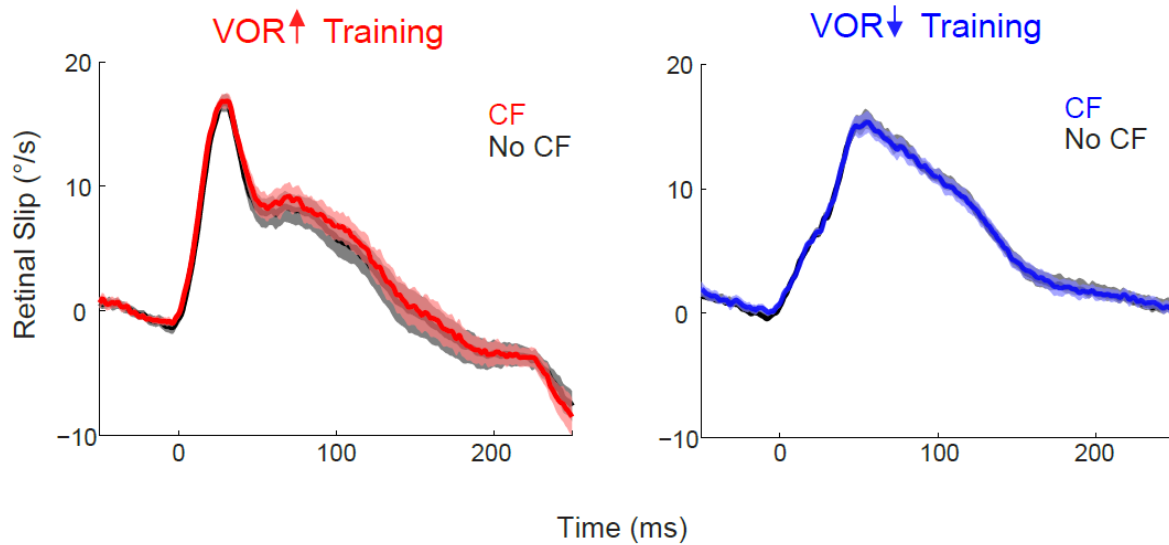 VOR↑ Training
VOR↓ Training
20
10
0
−10
Retinal Slip (°/s)
CF
No CF
0
100
200
20
10
0
−10
CF
No CF
0
100
200
Time (ms)